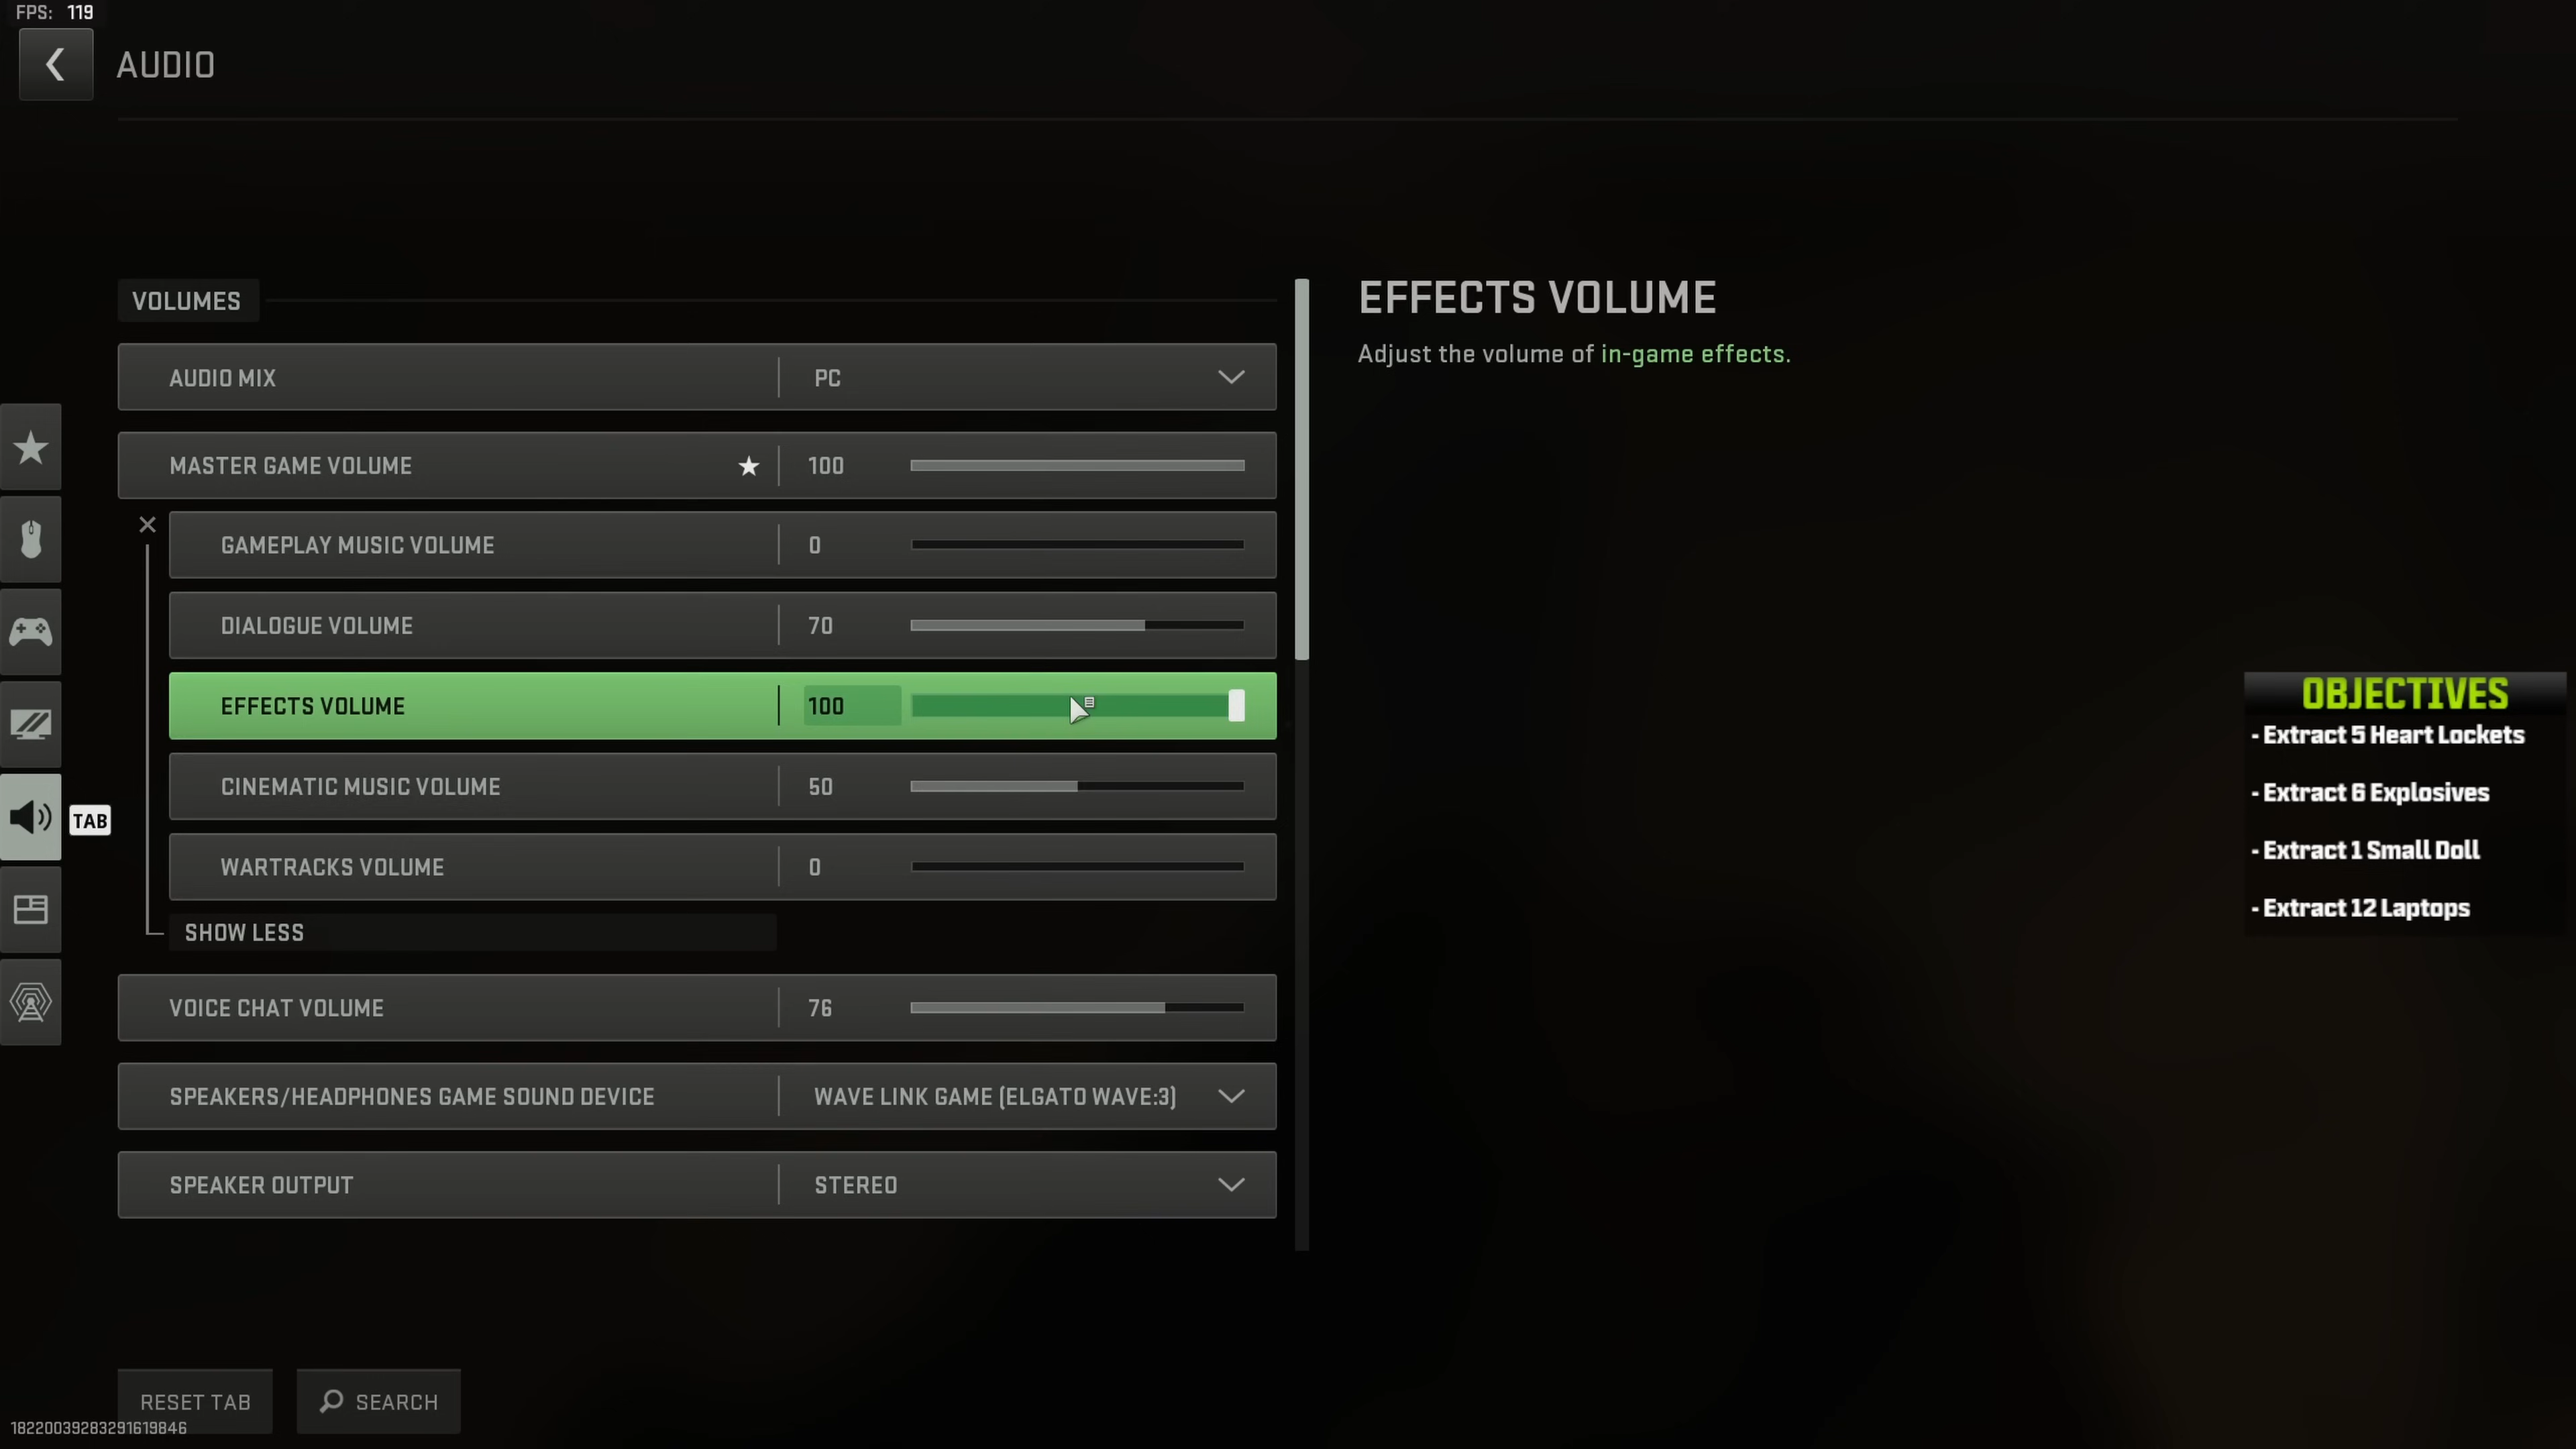 FPS: 119
AUDIO
VOLUMES
AUDIO MIX PC
MASTER GAME VOLUME 100
GAMEPLAY MUSIC VOLUME 0
DIALOGUE VOLUME 70
EFFECTS VOLUME 100
CINEMATIC MUSIC VOLUME 50
WARTRACKS VOLUME 0
SHOW LESS
TAB
VOICE CHAT VOLUME 76
SPEAKERS/HEADPHONES GAME SOUND DEVICE WAVE LINK GAME (ELGATO WAVE:3)
SPEAKER OUTPUT STEREO
EFFECTS VOLUME
Adjust the volume of in-game effects.
OBJECTIVES
- Extract 5 Heart Lockets
- Extract 6 Explosives
- Extract 1 Small Doll
- Extract 12 Laptops
RESET TAB SEARCH
18220039283291619846